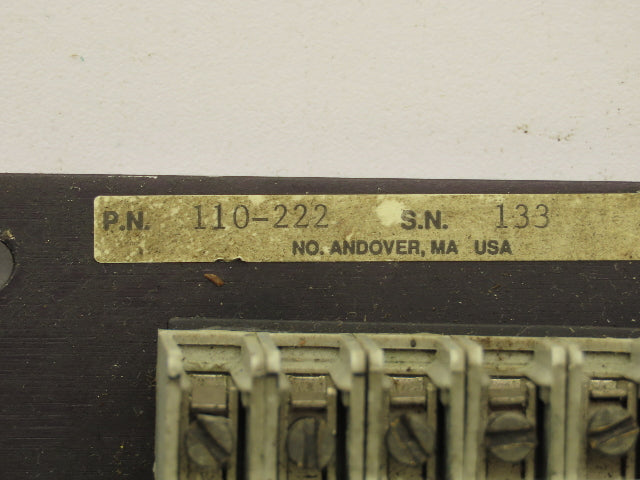 P.N. 110-222 S.N. 133
NO. ANDOVER, MA USA